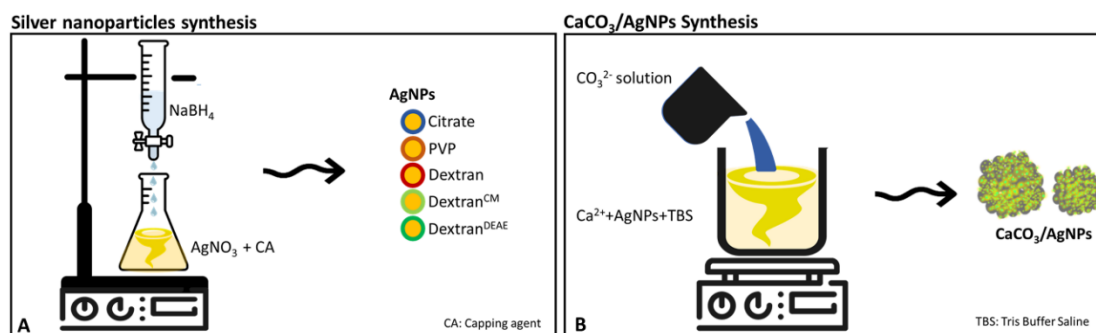 Silver nanoparticles synthesis
NaBH₄
AgNO₃ + CA
AgNPs
Citrate
PVP
Dextran
Dextranᶜᴹ
Dextranᴰᴱᴬᴱ
A
CA: Capping agent
CaCO₃/AgNPs Synthesis
CO₃²⁻ solution
Ca²⁺+AgNPs+TBS
CaCO₃/AgNPs
B
TBS: Tris Buffer Saline